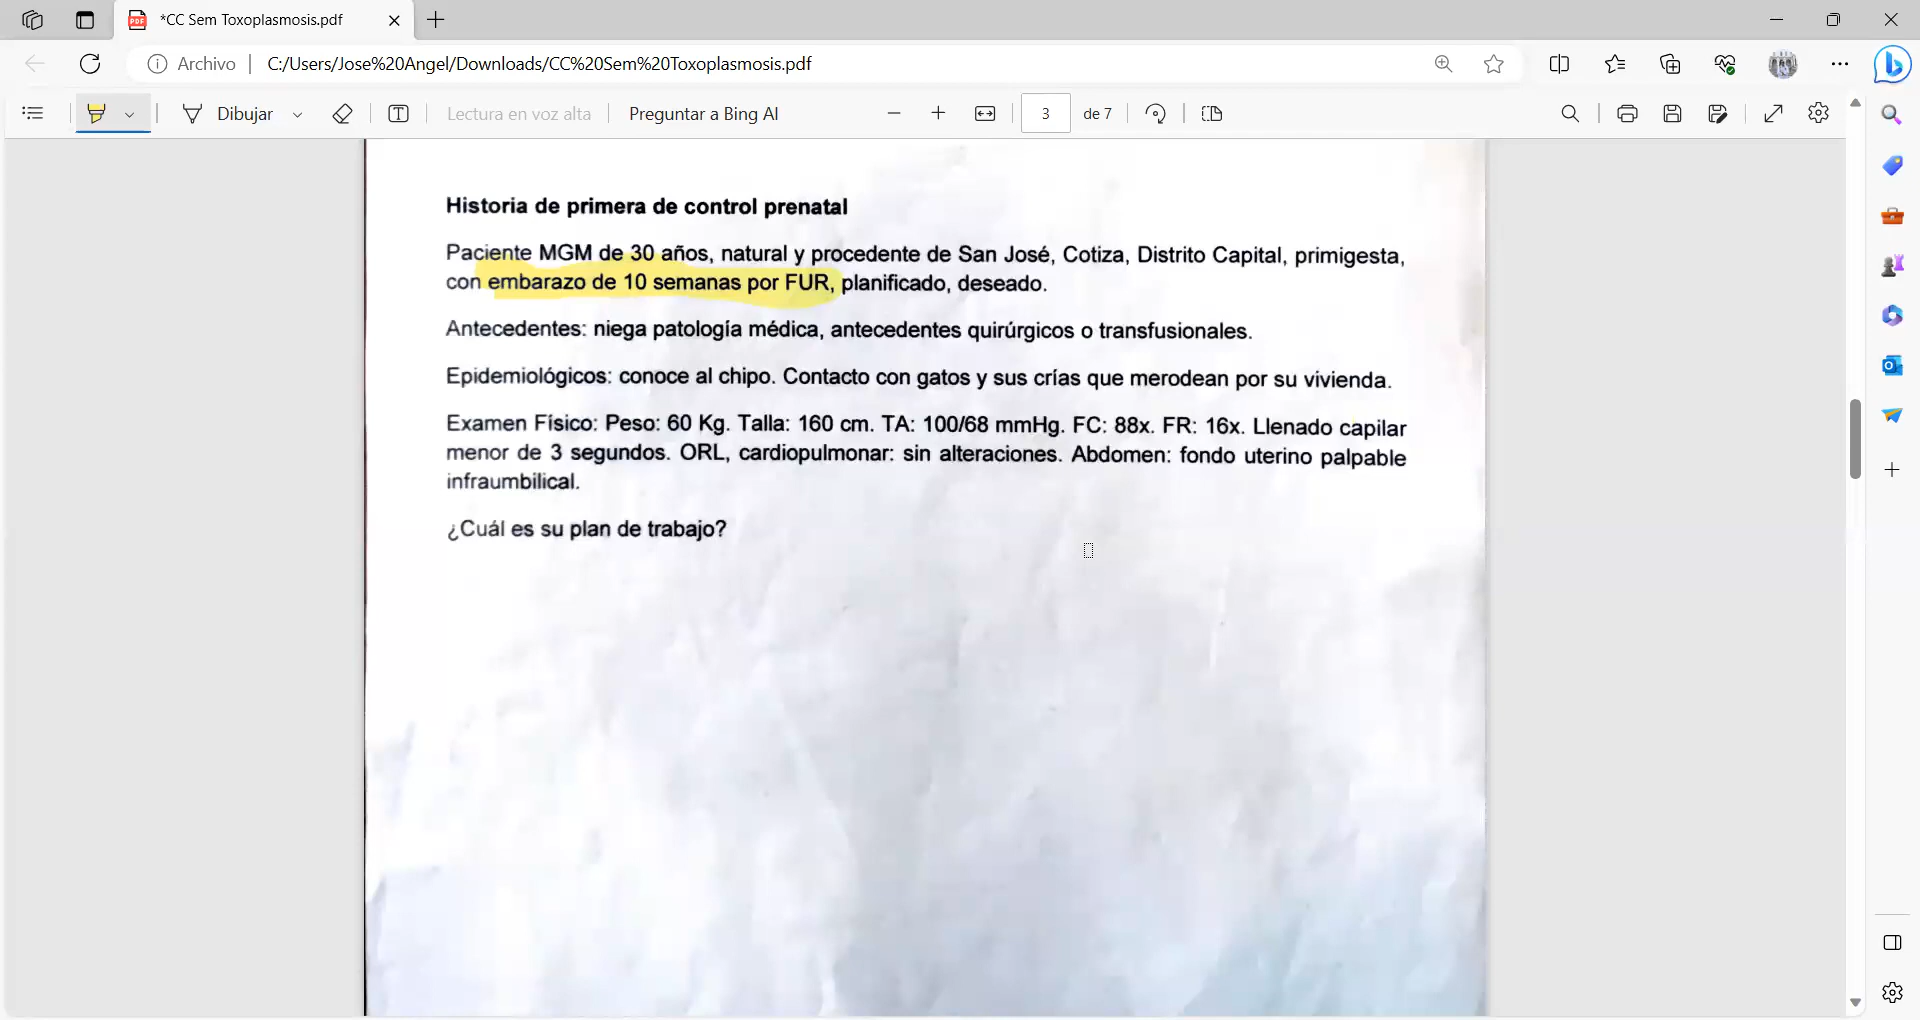 *CC Sem Toxoplasmosis.pdf
Archivo | C:/Users/Jose%20Angel/Downloads/CC%20Sem%20Toxoplasmosis.pdf
Dibujar Lectura en voz alta Preguntar a Bing AI 3 de 7
Historia de primera de control prenatal
Paciente MGM de 30 años, natural y procedente de San José, Cotiza, Distrito Capital, primigesta,
con embarazo de 10 semanas por FUR, planificado, deseado.
Antecedentes: niega patología médica, antecedentes quirúrgicos o transfusionales.
Epidemiológicos: conoce al chipo. Contacto con gatos y sus crías que merodean por su vivienda.
Examen Físico: Peso: 60 Kg. Talla: 160 cm. TA: 100/68 mmHg. FC: 88x. FR: 16x. Llenado capilar
menor de 3 segundos. ORL, cardiopulmonar: sin alteraciones. Abdomen: fondo uterino palpable
infraumbilical.
¿Cuál es su plan de trabajo?